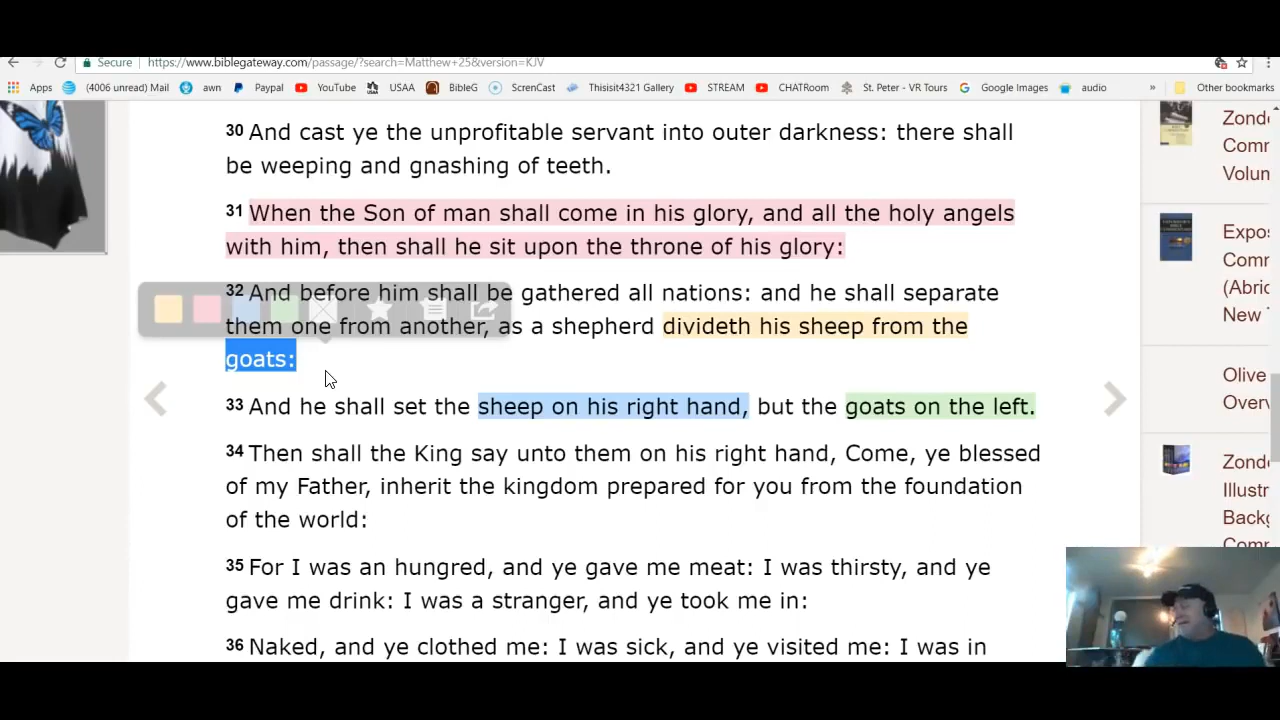 Secure https://www.biblegateway.com/passage/?search=Matthew 25&version=KJV
Apps (4006 unread) Mail awn Paypal YouTube USAA BibleG ScrenCast Thisisit4321 Gallery STREAM CHATRoom St. Peter - VR Tours Google Images audio » Other bookmarks
30 And cast ye the unprofitable servant into outer darkness: there shall
be weeping and gnashing of teeth.
31 When the Son of man shall come in his glory, and all the holy angels
with him, then shall he sit upon the throne of his glory:
32 And before him shall be gathered all nations: and he shall separate
them one from another, as a shepherd divideth his sheep from the
goats:
33 And he shall set the sheep on his right hand, but the goats on the left.
34 Then shall the King say unto them on his right hand, Come, ye blessed
of my Father, inherit the kingdom prepared for you from the foundation
of the world:
35 For I was an hungred, and ye gave me meat: I was thirsty, and ye
gave me drink: I was a stranger, and ye took me in:
36 Naked, and ye clothed me: I was sick, and ye visited me: I was in
Zond
Comm
Volum
Expos
Comm
(Abric
New T
Olive
Overv
Zond
Illustr
Backg